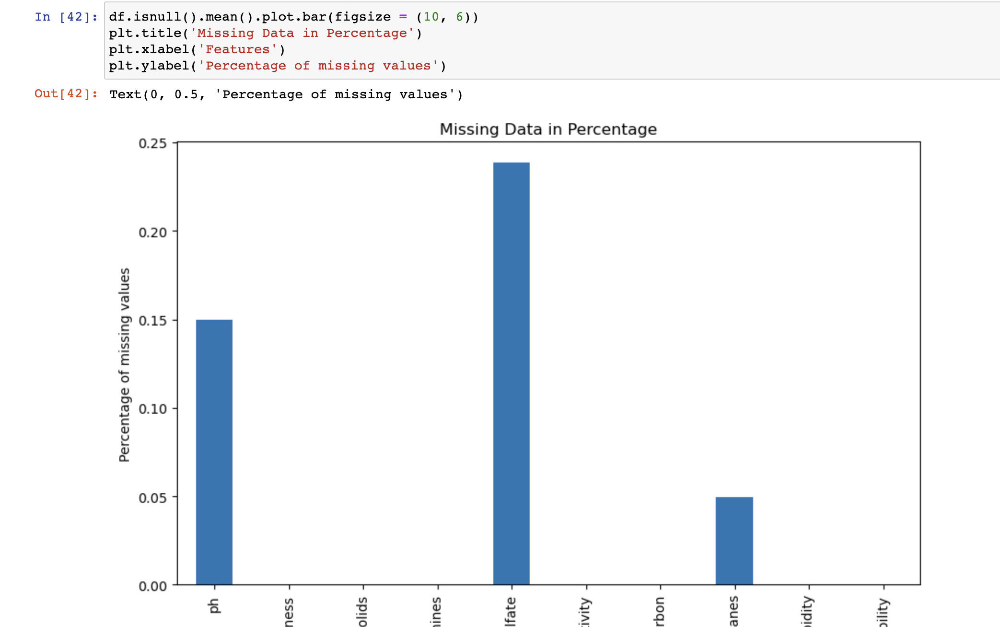 In [42]: df.isnull().mean().plot.bar(figsize = (10, 6))
plt.title('Missing Data in Percentage')
plt.xlabel('Features')
plt.ylabel('Percentage of missing values')
Out[42]: Text(0, 0.5, 'Percentage of missing values')
Missing Data in Percentage
Percentage of missing values
0.25
0.20
0.15
0.10
0.05
0.00
ph
ness
olids
nines
lfate
tivity
rbon
anes
bidity
bility